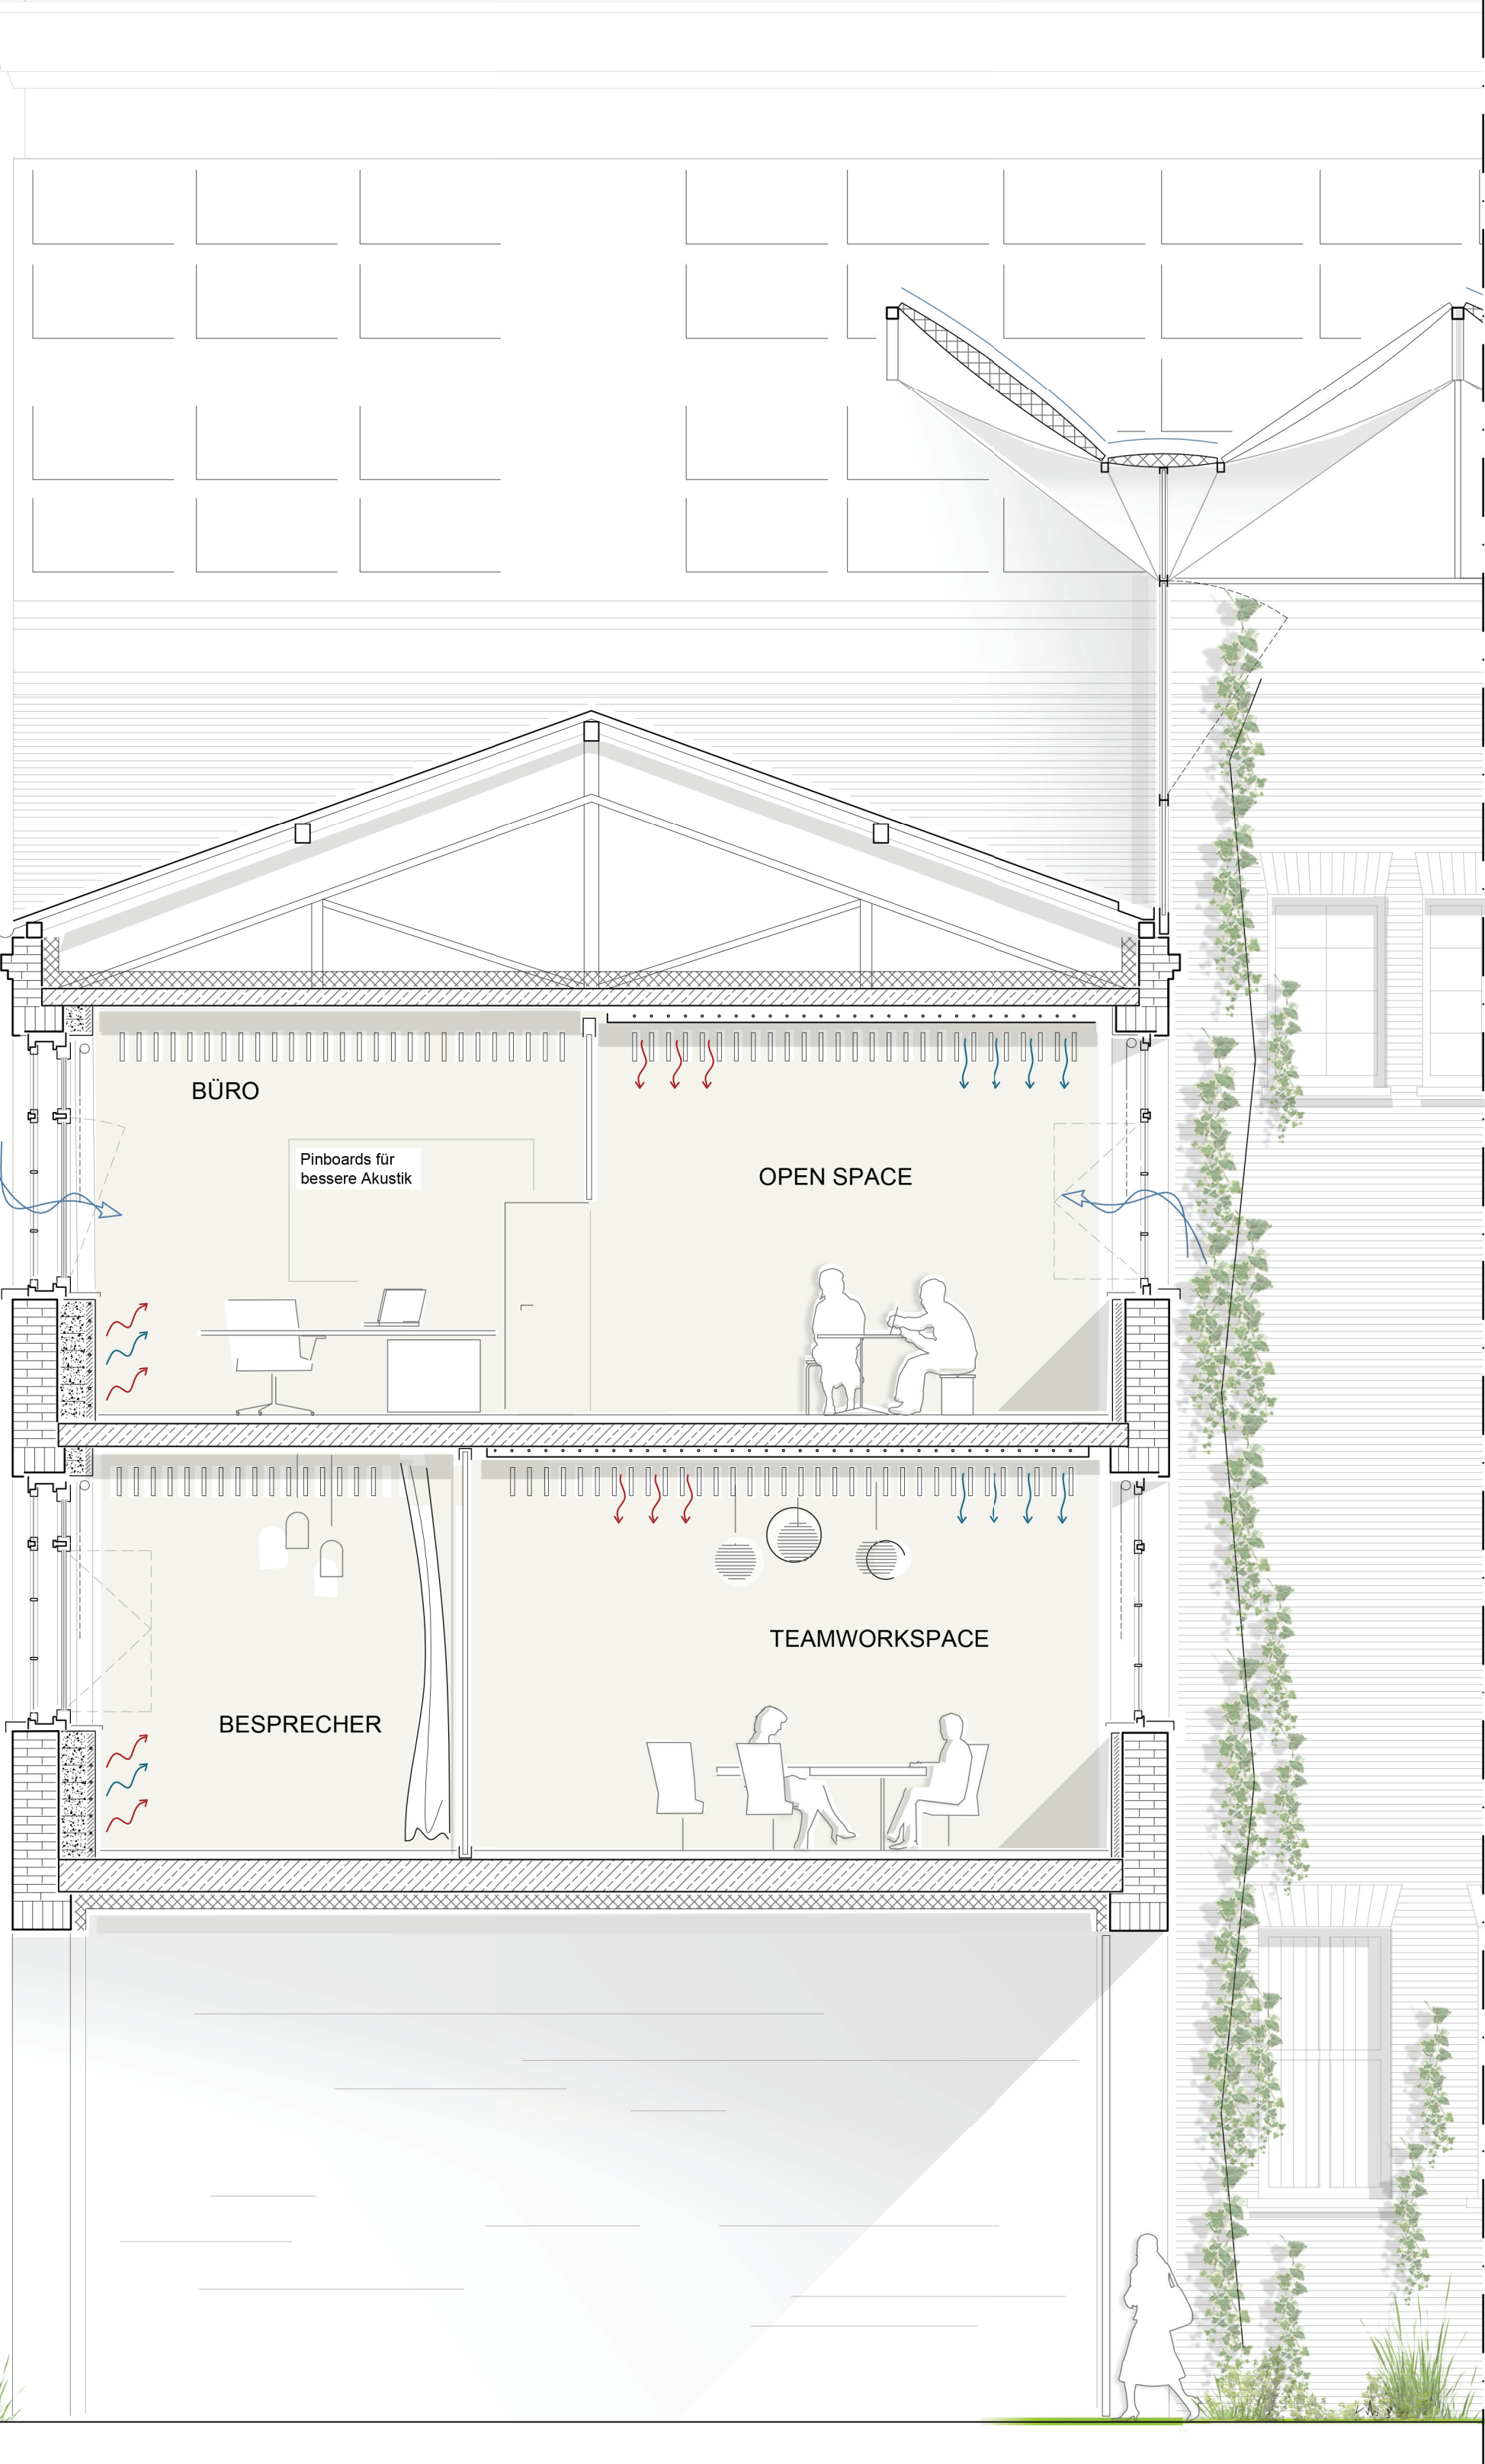 BÜRO
Pinboards für
bessere Akustik
OPEN SPACE
TEAMWORKSPACE
BESPRECHER